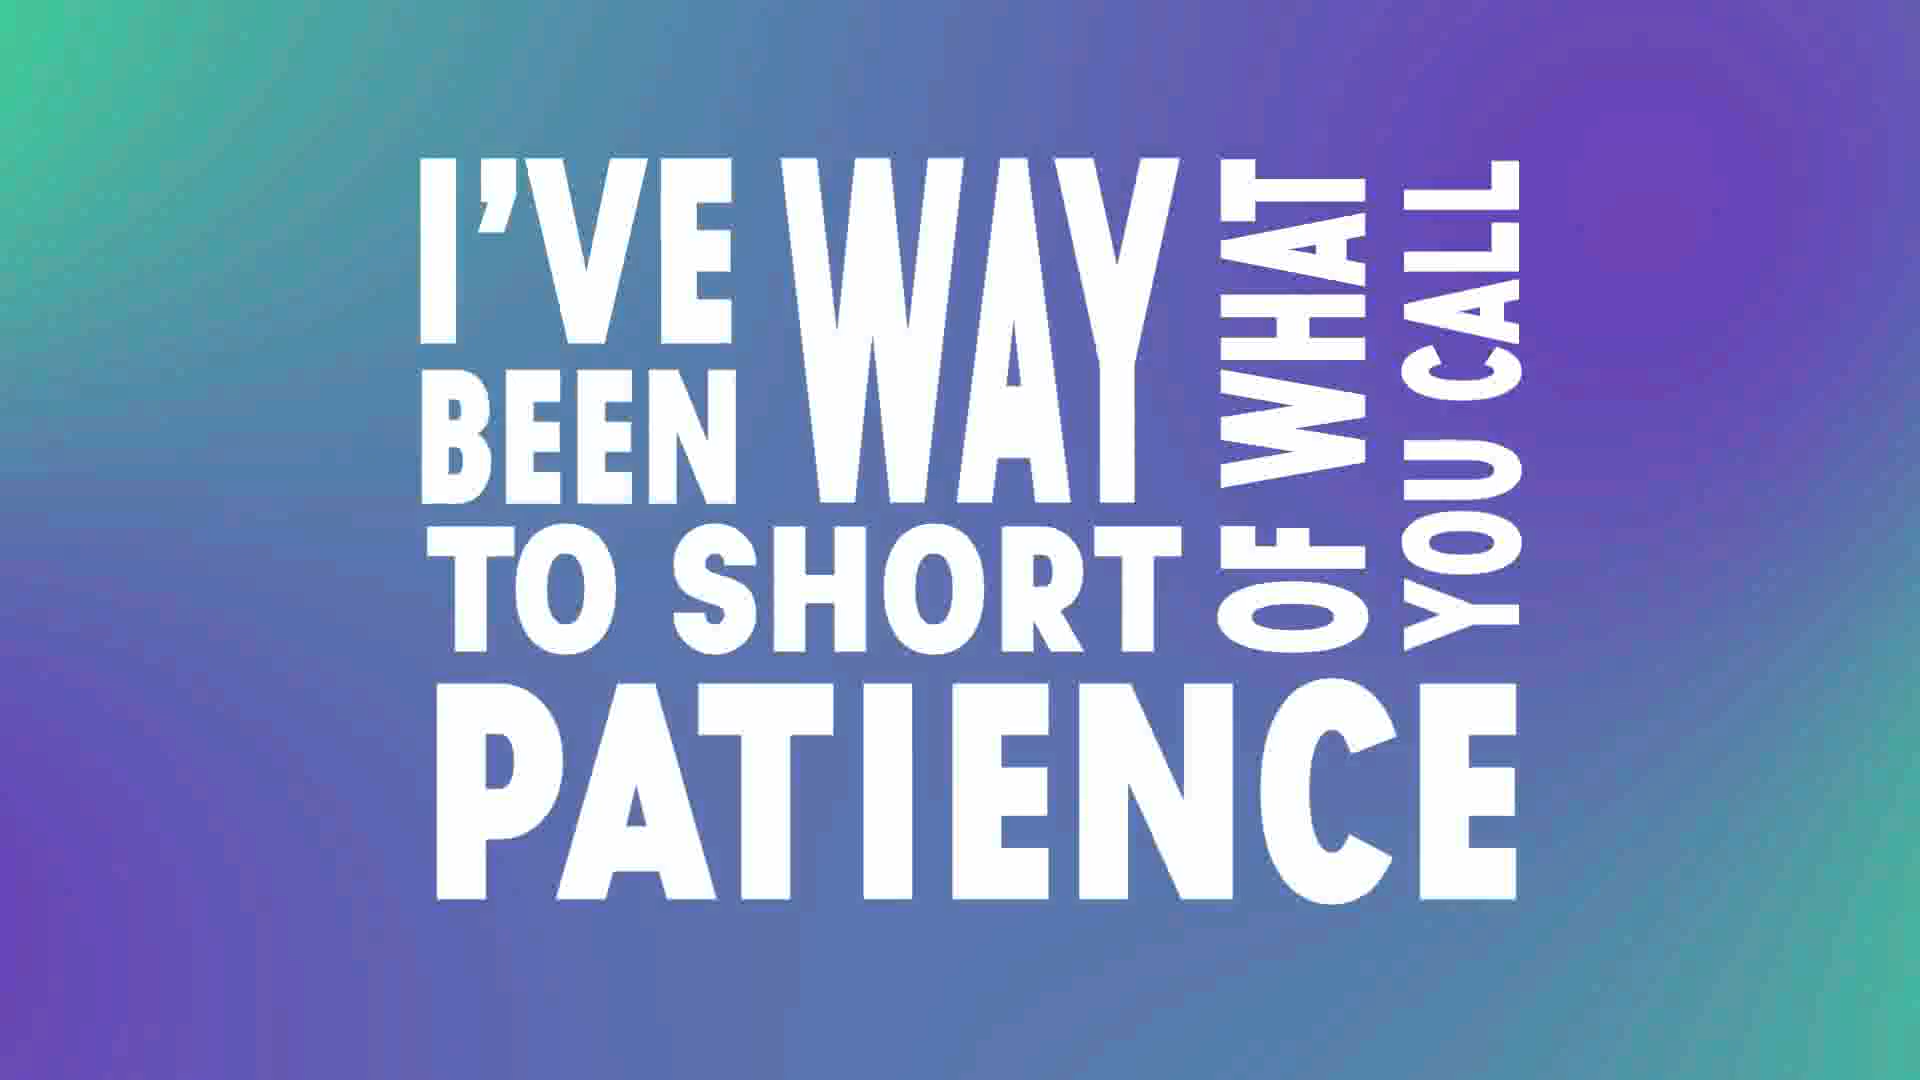 I'VE
BEEN
WAY
TO SHORT
OF WHAT
YOU CALL
PATIENCE